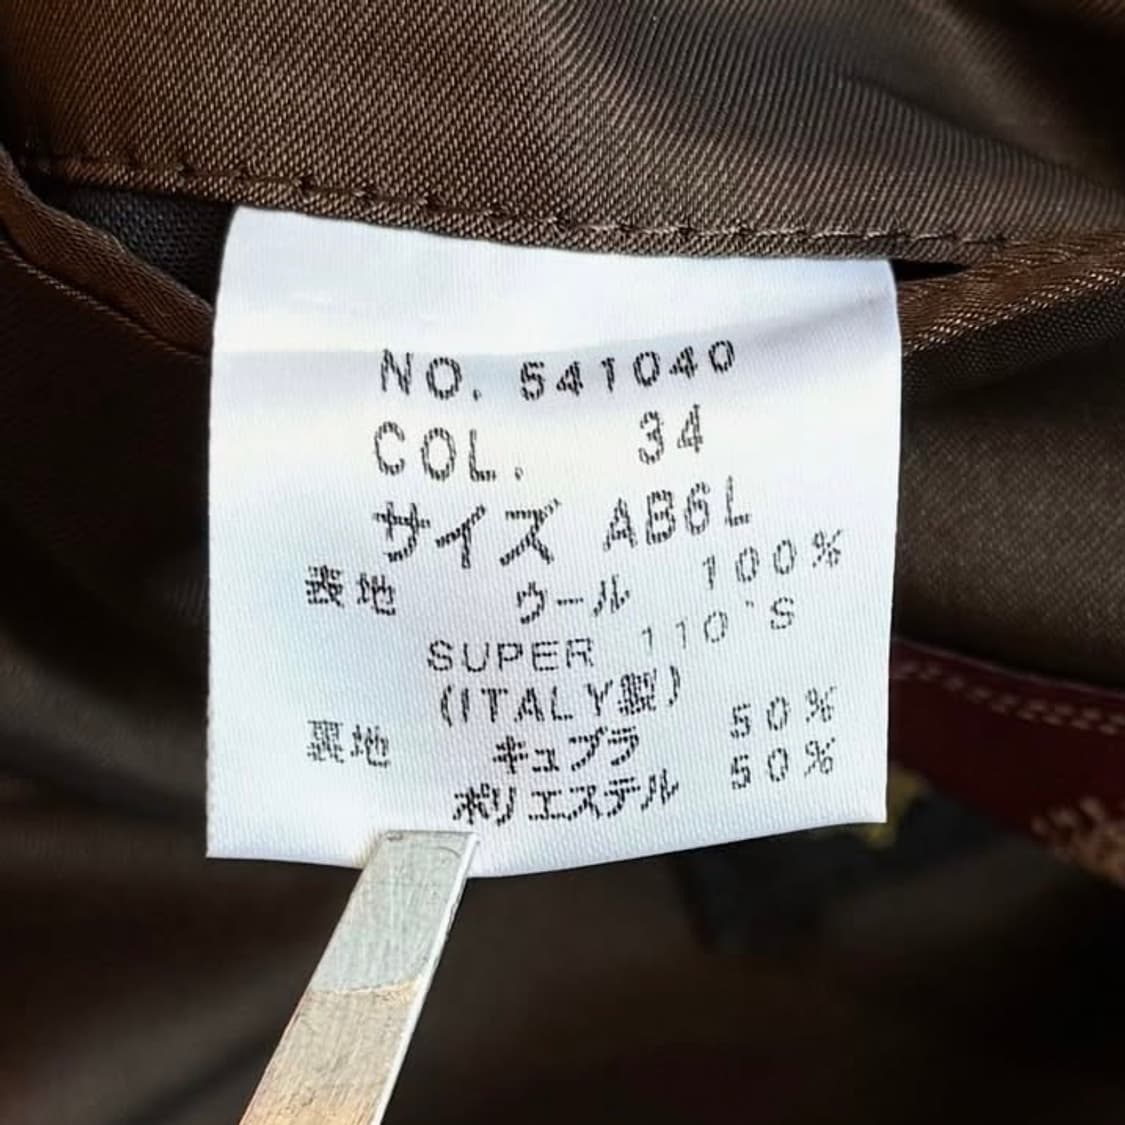 NO. 541040
COL. 34
サイズ AB6L
表地 ウール 100%
SUPER 110`S
(ITALY製)
裏地 キュプラ 50%
ポリエステル 50%